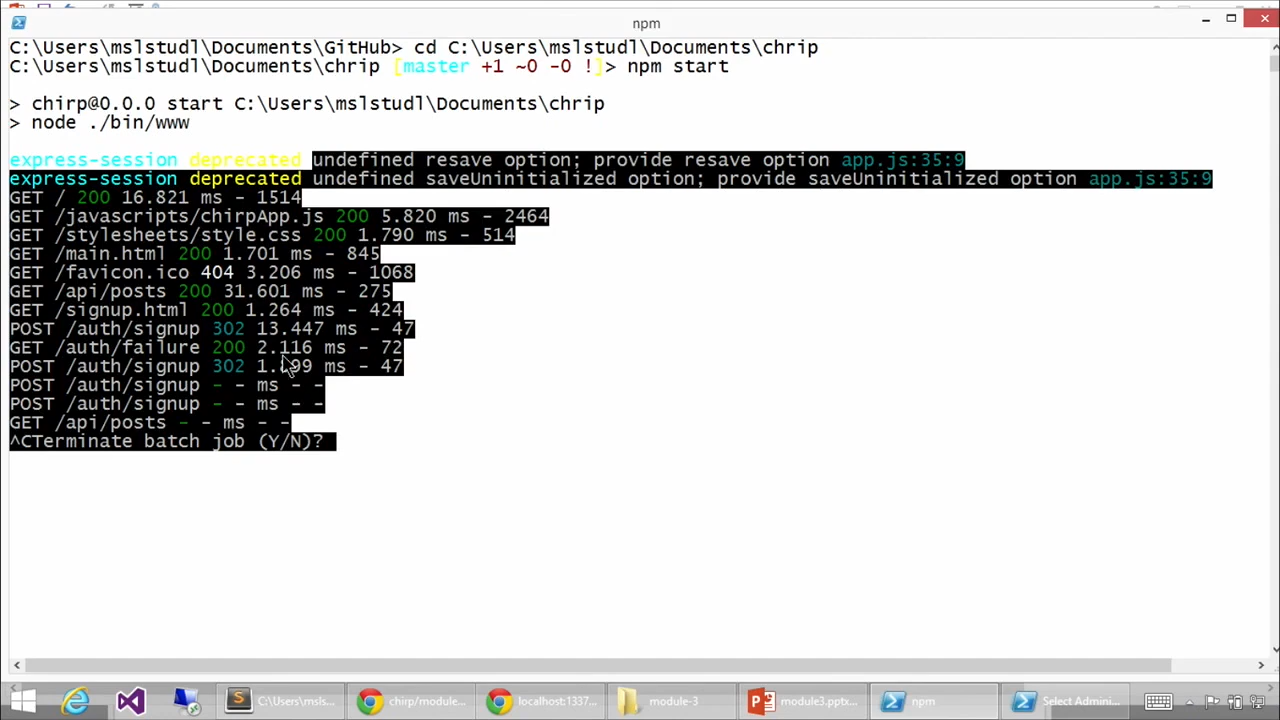 npm
C:\Users\mslstudl\Documents\GitHub> cd C:\Users\mslstudl\Documents\chrip
C:\Users\mslstudl\Documents\chrip [master +1 ~0 -0 !]> npm start
> chirp@0.0.0 start C:\Users\mslstudl\Documents\chrip
> node ./bin/www
express-session deprecated undefined resave option; provide resave option app.js:35:9
express-session deprecated undefined saveUninitialized option; provide saveUninitialized option app.js:35:9
GET / 200 16.821 ms - 1514
GET /javascripts/chirpApp.js 200 5.820 ms - 2464
GET /stylesheets/style.css 200 1.790 ms - 514
GET /main.html 200 1.701 ms - 845
GET /favicon.ico 404 3.206 ms - 1068
GET /api/posts 200 31.601 ms - 275
GET /signup.html 200 1.264 ms - 424
POST /auth/signup 302 13.447 ms - 47
GET /auth/failure 200 2.116 ms - 72
POST /auth/signup 302 ms - 47
POST /auth/signup - - ms - -
POST /auth/signup - - ms - -
GET /api/posts - - ms - -
^CTerminate batch job (Y/N)?
C:\Users\msls...
chirp/module...
localhost:1337...
module-3
module3.pptx...
npm
Select Admini...